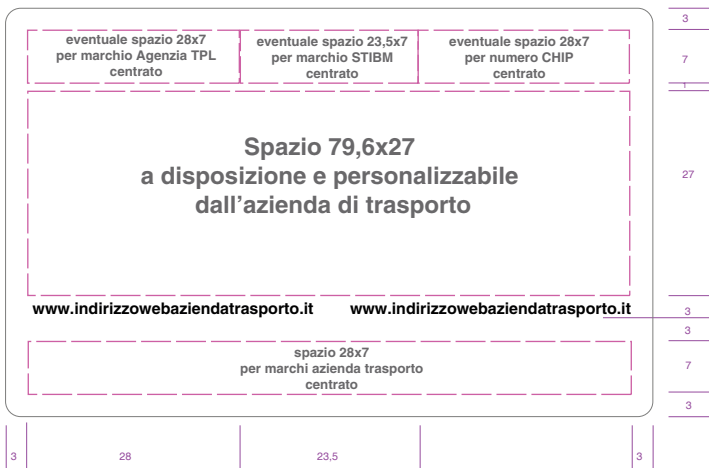 eventuale spazio 28x7
per marchio Agenzia TPL
centrato
eventuale spazio 23,5x7
per marchio STIBM
centrato
eventuale spazio 28x7
per numero CHIP
centrato
Spazio 79,6x27
a disposizione e personalizzabile
dall'azienda di trasporto
www.indirizzowebaziendatrasporto.it
www.indirizzowebaziendatrasporto.it
spazio 28x7
per marchi azienda trasporto
centrato
3
7
1
27
3
3
7
3
3
28
23,5
3